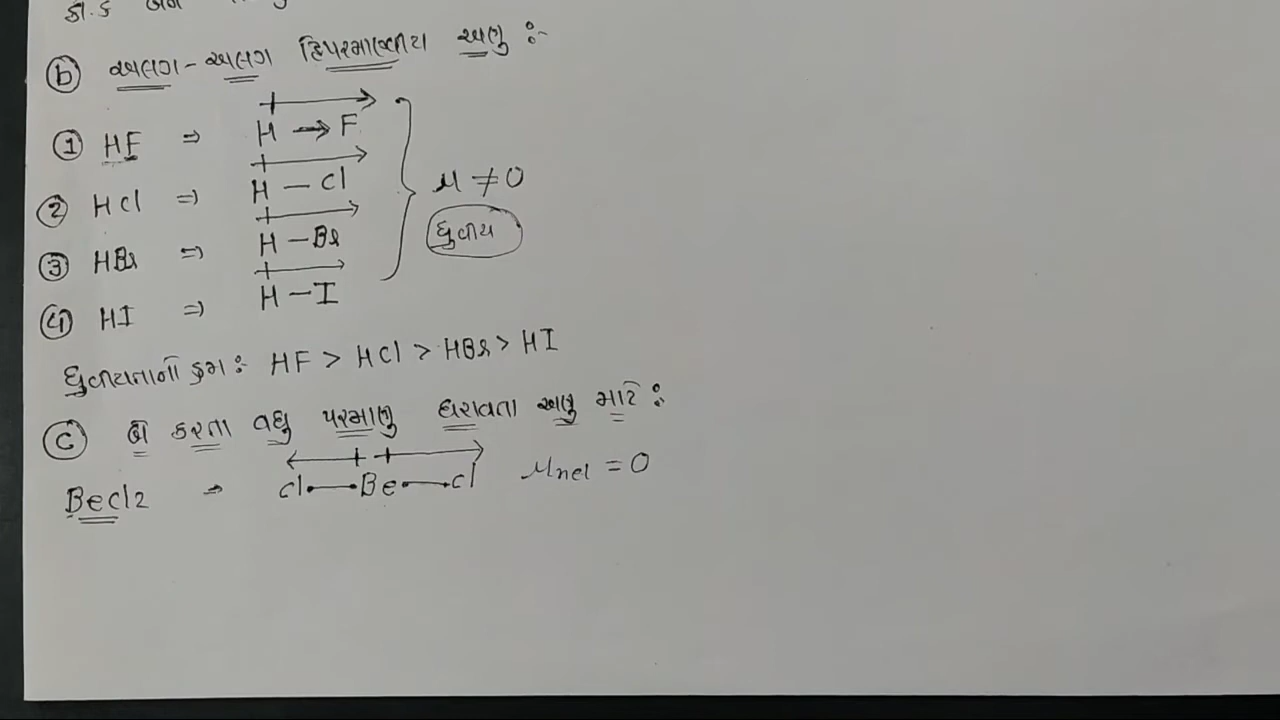 ⓑ અલગ-અલગ દ્વિપરમાણ્વીય અણુ :-
① HF ⇒ H → F
② HCl ⇒ H – Cl
③ HBr ⇒ H – Br
④ HI ⇒ H – I
μ ≠ 0
ધ્રુવીય
ધ્રુવીયતાનો ક્રમ : HF > HCl > HBr > HI
ⓒ બે કરતા વધુ પરમાણુ ધરાવતા અણુ માટે :
BeCl2 → Cl — Be — Cl μnet = 0